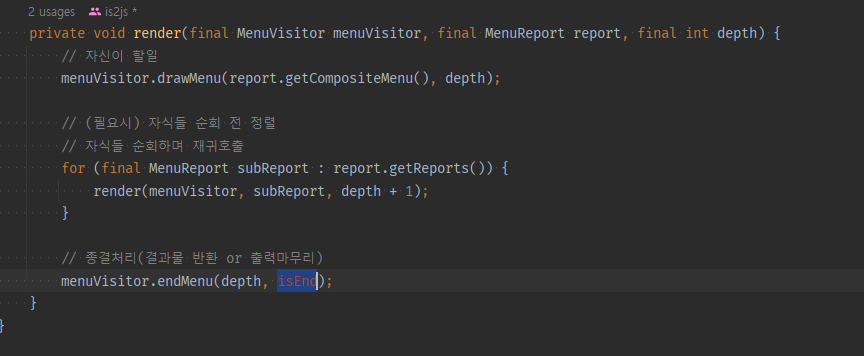 2 usages is2js *
private void render(final MenuVisitor menuVisitor, final MenuReport report, final int depth) {
// 자신이 할일
menuVisitor.drawMenu(report.getCompositeMenu(), depth);
// (필요시) 자식들 순회 전 정렬
// 자식들 순회하며 재귀호출
for (final MenuReport subReport : report.getReports()) {
render(menuVisitor, subReport, depth + 1);
}
// 종결처리(결과물 반환 or 출력마무리)
menuVisitor.endMenu(depth, isEnd);
}
}